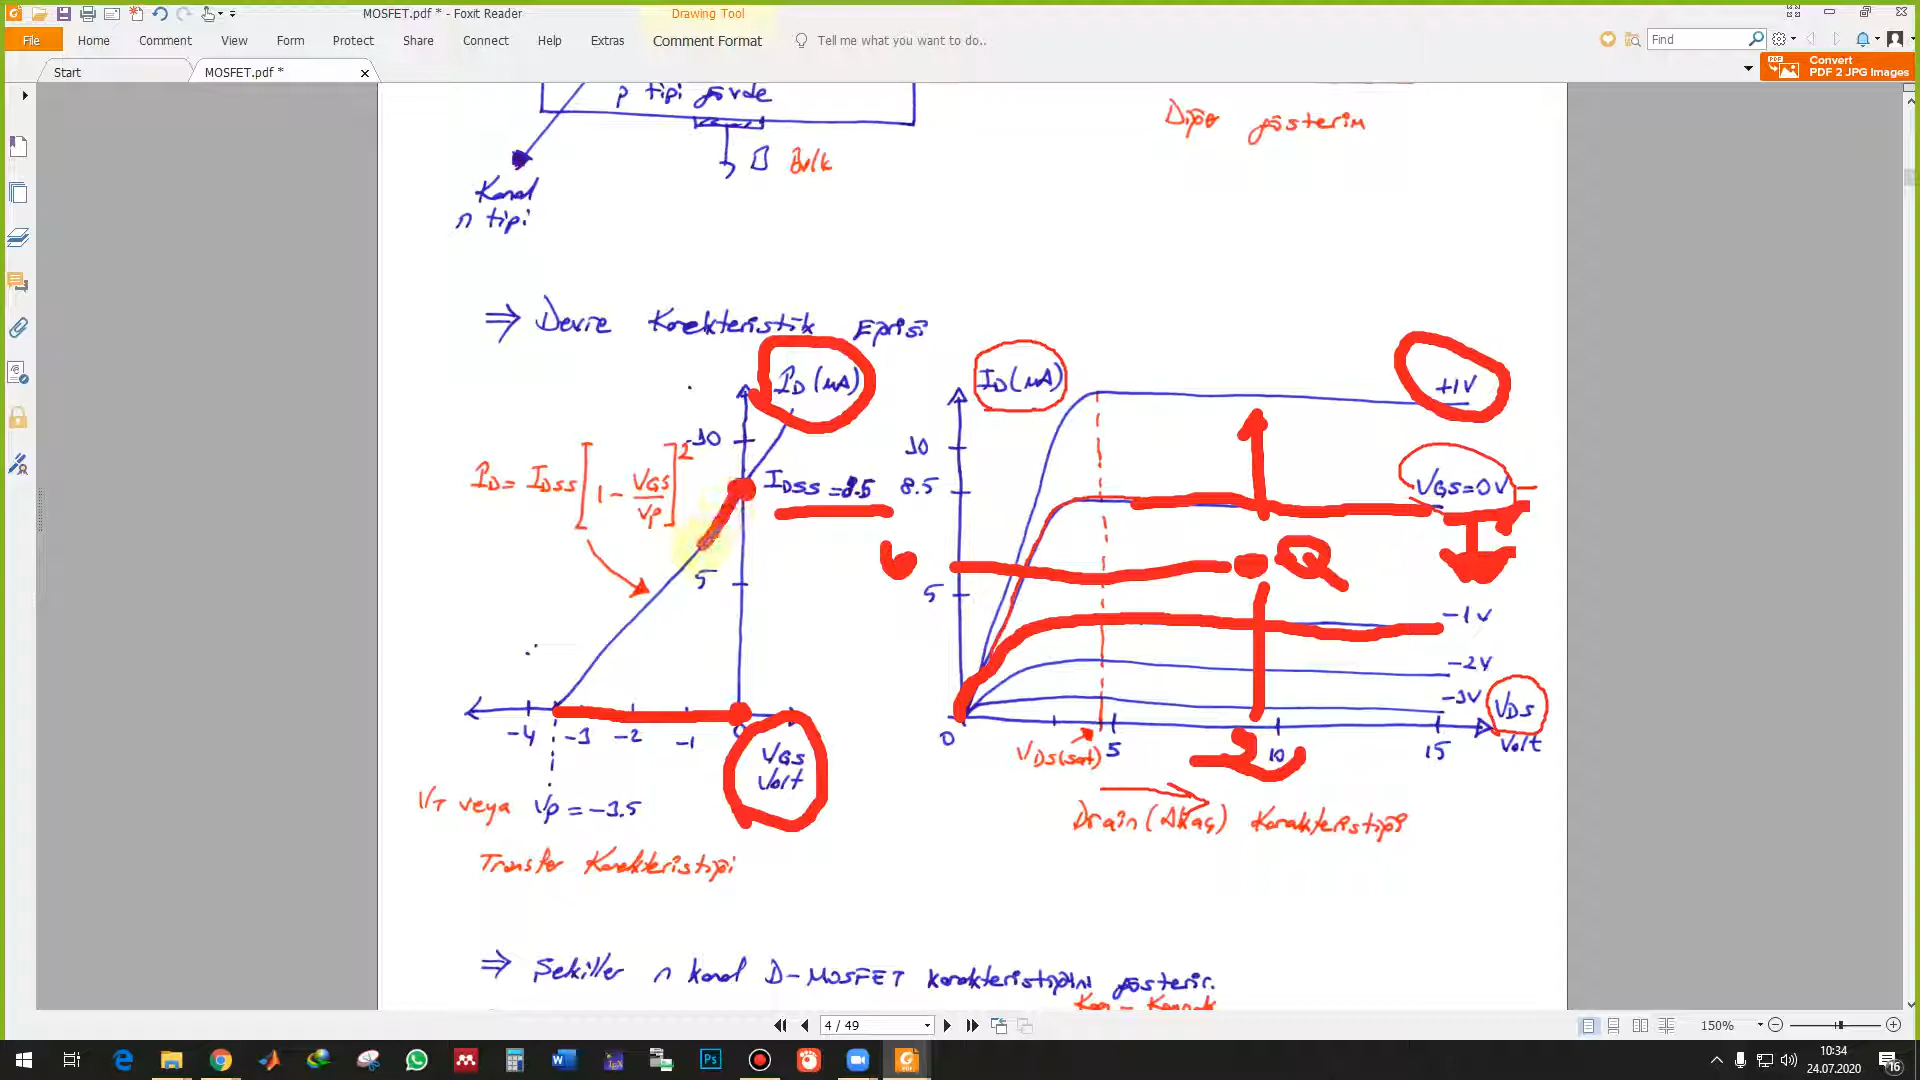 MOSFET.pdf * - Foxit Reader
Drawing Tool
File Home Comment View Form Protect Share Connect Help Extras Comment Format Tell me what you want to do..
Find
Start
MOSFET.pdf *
Convert
PDF 2 JPG Images
p tipi gövde
Bulk
Kanal
n tipi
Diğer gösterim
⇒ Devre Karakteristik Eğrisi
ID (mA)
10
ID = IDSS [1 - VGS/VP]^2
IDSS = 8.5
5
-4 -3 -2 -1 0
VGS
Volt
VT veya Vp = -3.5
Transfer Karakteristiği
ID (mA)
+1V
10
8.5
VGS=0V
Q
5
-1V
-2V
-3V
VDS
Volt
0 VDS(sat) 5 10 15
Drain (Akaç) Karakteristiği
⇒ Şekiller n kanal D-MOSFET karakteristiğini gösterir.
4 / 49
150%
10:34
24.07.2020
16